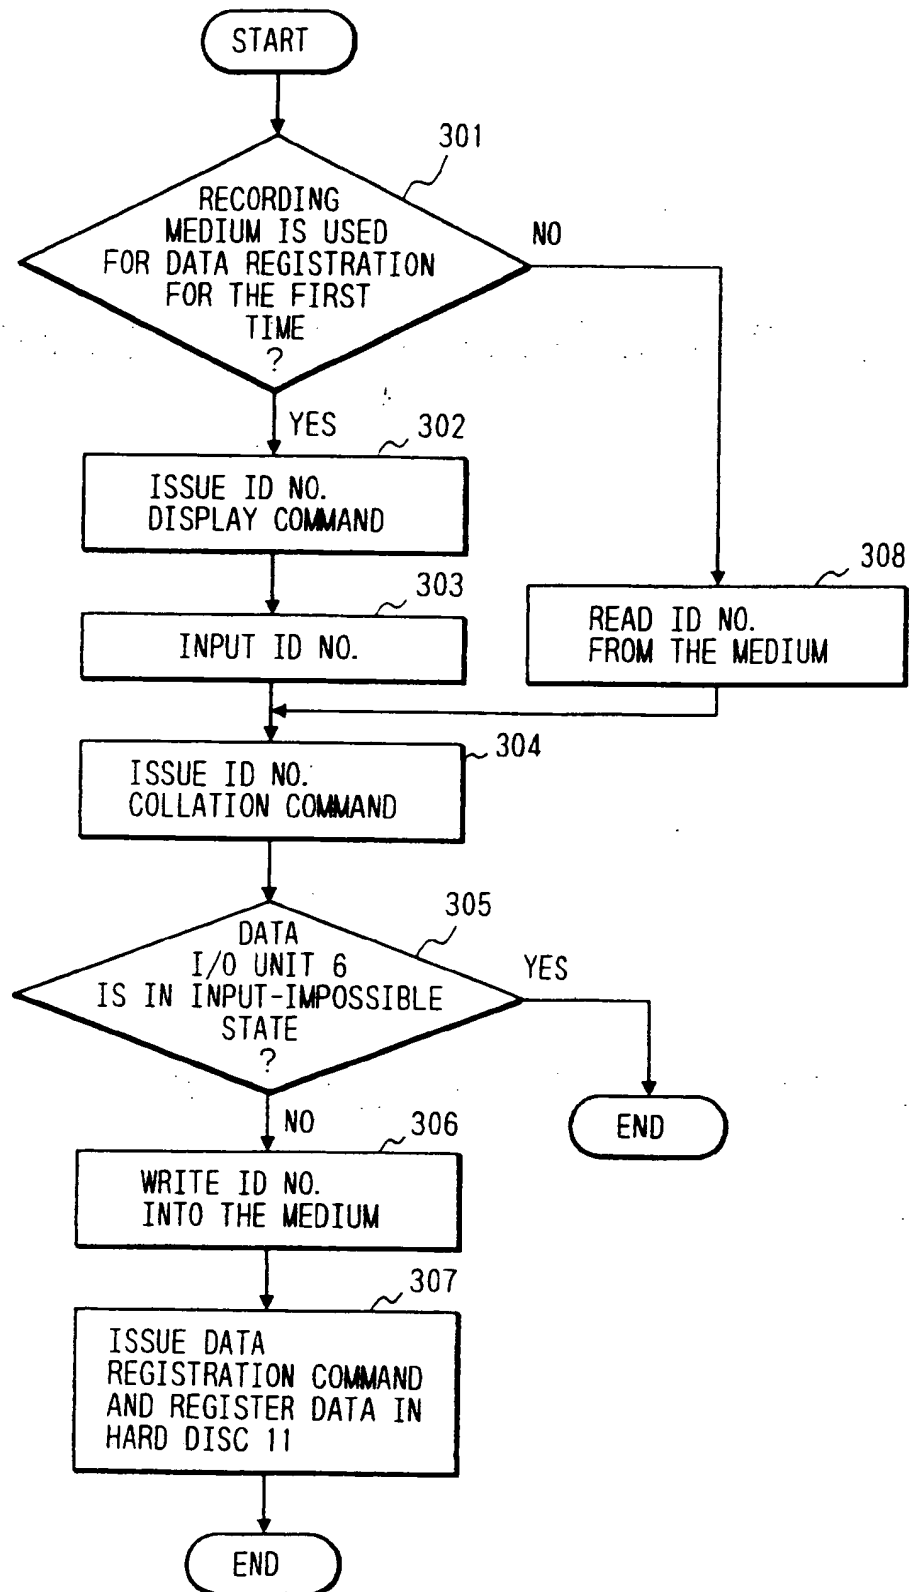 START
301
RECORDING
MEDIUM IS USED
FOR DATA REGISTRATION
FOR THE FIRST
TIME
?
NO
YES
302
ISSUE ID NO.
DISPLAY COMMAND
303
INPUT ID NO.
308
READ ID NO.
FROM THE MEDIUM
304
ISSUE ID NO.
COLLATION COMMAND
305
DATA
I/O UNIT 6
IS IN INPUT-IMPOSSIBLE
STATE
?
YES
END
NO
306
WRITE ID NO.
INTO THE MEDIUM
307
ISSUE DATA
REGISTRATION COMMAND
AND REGISTER DATA IN
HARD DISC 11
END